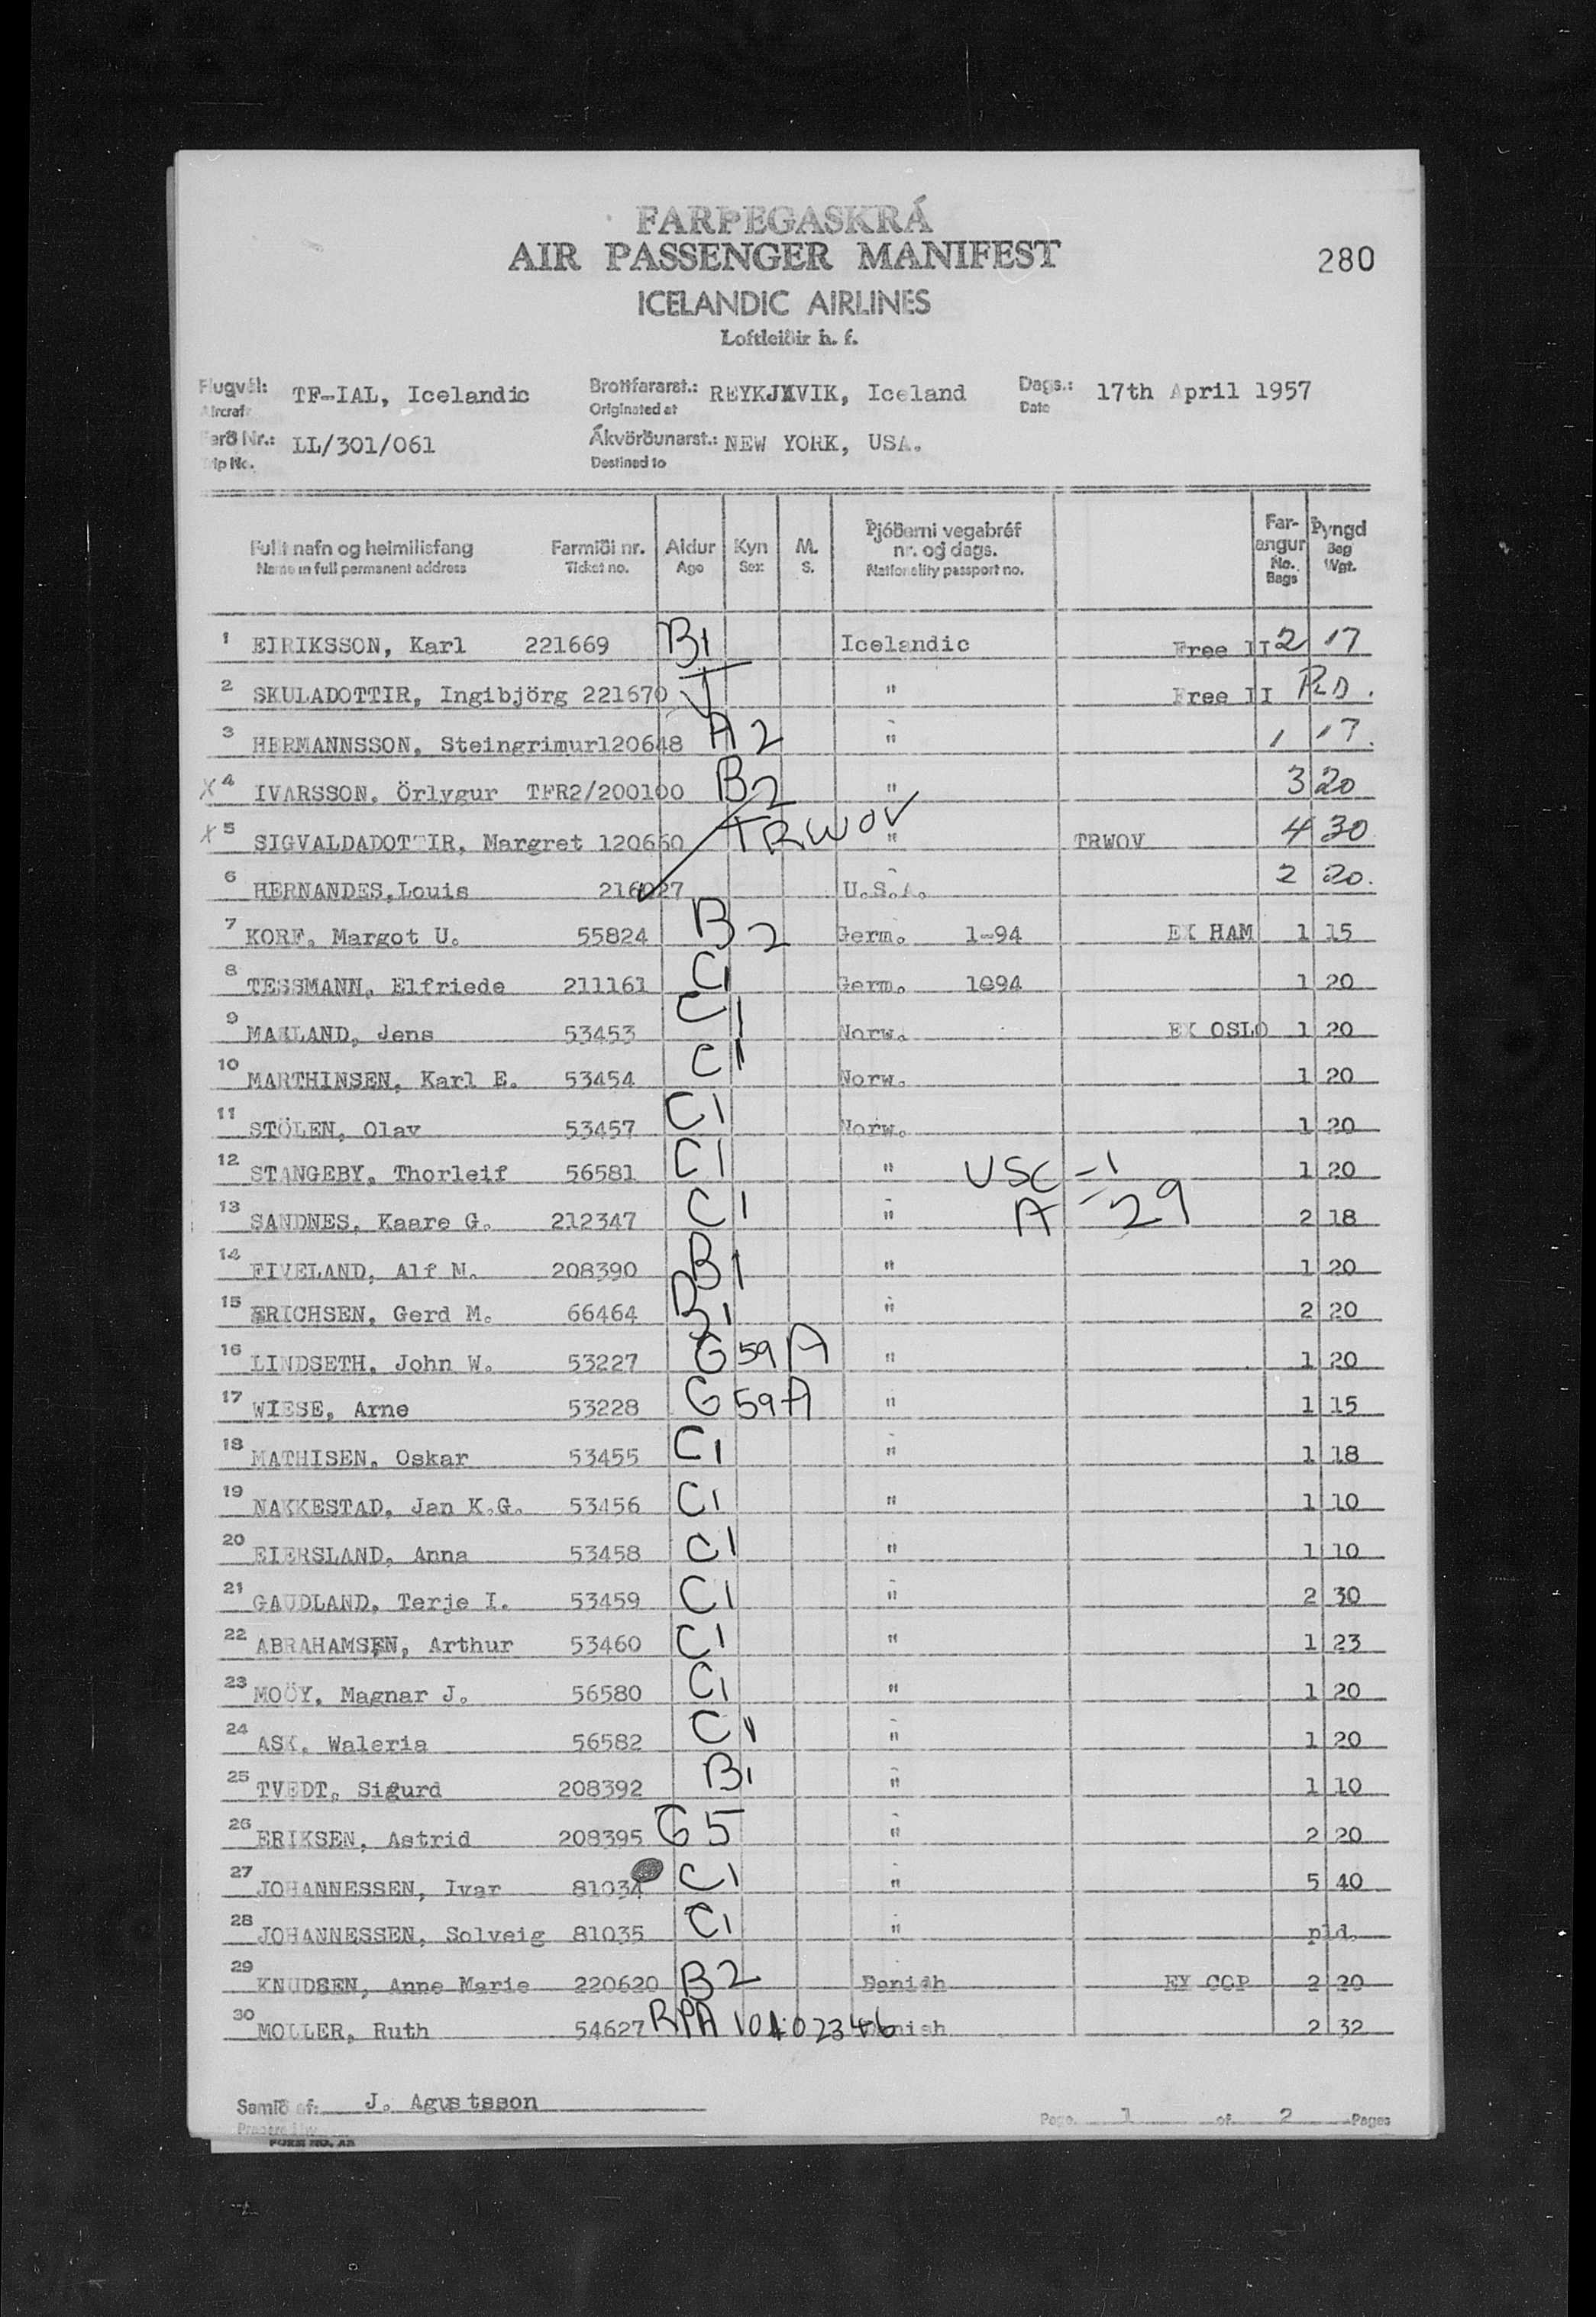 FARÞEGASKRÁ
AIR PASSENGER MANIFEST
280
ICELANDIC AIRLINES
Loftleiðir h. f.
Flugvél: TF-IAL, Icelandic Brottfararst.: REYKJAVIK, Iceland Dags.: 17th April 1957
Aircraft Originated at Date
Ferð Nr.: LL/301/061 Ákvörðunarst.: NEW YORK, USA.
Trip No. Destined to
Fullt nafn og heimilisfang Farmiði nr. Aldur Kyn M. Þjóðerni vegabréf Far- Þyngd
Name in full permanent address Ticket no. Age Sex S. nr. og dags. angur Bag
Nationality passport no. No. Wgt.
Bags
1 EIRIKSSON, Karl 221669 B1 Icelandic Free II 2 17
2 SKULADOTTIR, Ingibjörg 221670 " Free II PLD.
3 HERMANNSSON, Steingrimur120648 A2 " 1 17.
X 4 IVARSSON, Örlygur TFR2/200100 B2 " 3 20
X 5 SIGVALDADOTTIR, Margret 120660 TRWOV " TRWOV 4 30
6 HERNANDES,Louis 216027 U.S.A. 2 20.
7 KORF, Margot U. 55824 B2 Germ. 1-94 EX HAM 1 15
8 TESSMANN, Elfriede 211161 C1 Germ. 1094 1 20
9 MAELAND, Jens 53453 C1 Norw. EX OSLO 1 20
10 MARTHINSEN, Karl E. 53454 C1 Norw. 1 20
11 STÖLEN, Olav 53457 C1 Norw. 1 20
12 STANGEBY, Thorleif 56581 C1 " USC - 1 1 20
13 SANDNES, Kaare G. 212347 C1 " A - 29 2 18
14 FIVELAND, Alf M. 208390 B1 " 1 20
15 ERICHSEN, Gerd M. 66464 B1 " 2 20
16 LINDSETH, John W. 53227 G 59 A " 1 20
17 WIESE, Arne 53228 G 59 A " 1 15
18 MATHISEN, Oskar 53455 C1 " 1 18
19 NAKKESTAD, Jan K.G. 53456 C1 " 1 10
20 EIERSLAND, Anna 53458 C1 " 1 10
21 GAUDLAND, Terje I. 53459 C1 " 2 30
22 ABRAHAMSEN, Arthur 53460 C1 " 1 23
23 MOÖY, Magnar J. 56580 C1 " 1 20
24 ASK, Waleria 56582 C1 " 1 20
25 TVEDT, Sigurd 208392 B1 " 1 10
26 ERIKSEN, Astrid 208395 G5 " 2 20
27 JOHANNESSEN, Ivar 81034 C1 " 5 40
28 JOHANNESSEN, Solveig 81035 C1 " pld.
29 KNUDSEN, Anne Marie 220620 B2 Danish EX COP 2 20
30 MOLLER, Ruth 54627 RPA 10402346 Danish 2 32
Samið af: J. Agustsson
Page 1 of 2 Pages
FORM NO.